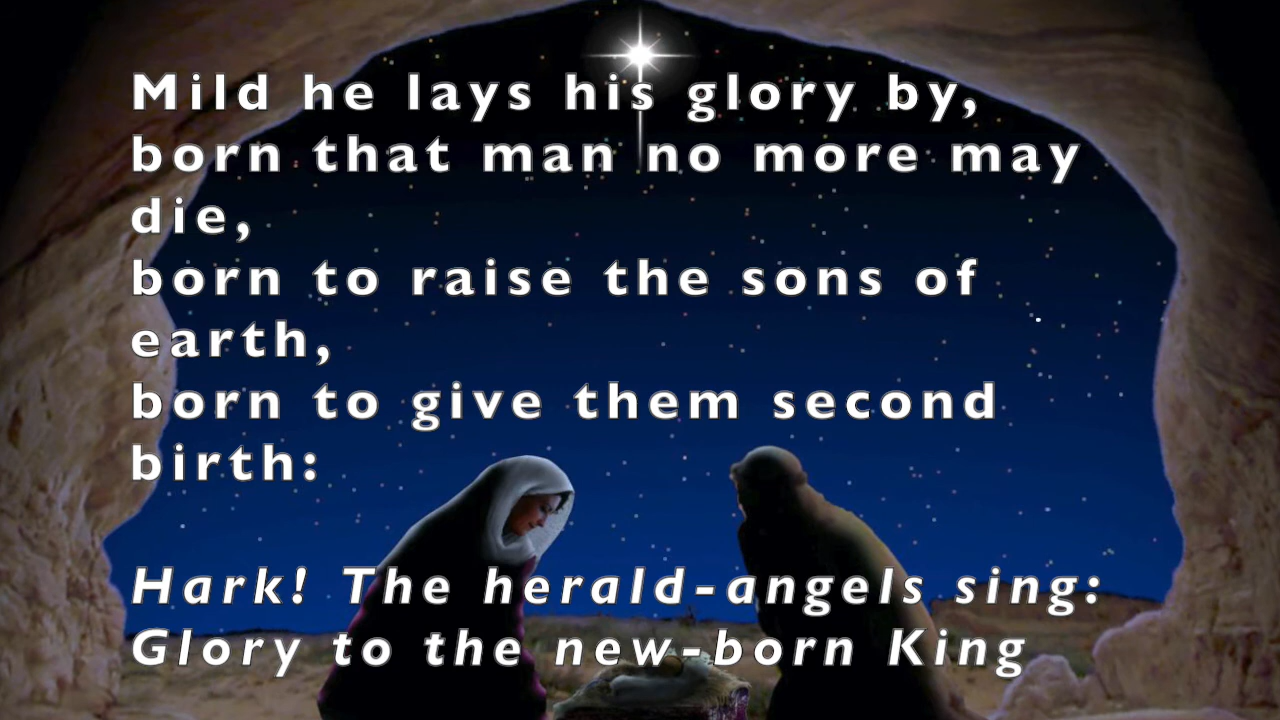 Mild he lays his glory by,
born that man no more may
die,
born to raise the sons of
earth,
born to give them second
birth:
Hark! The herald-angels sing:
Glory to the new-born King